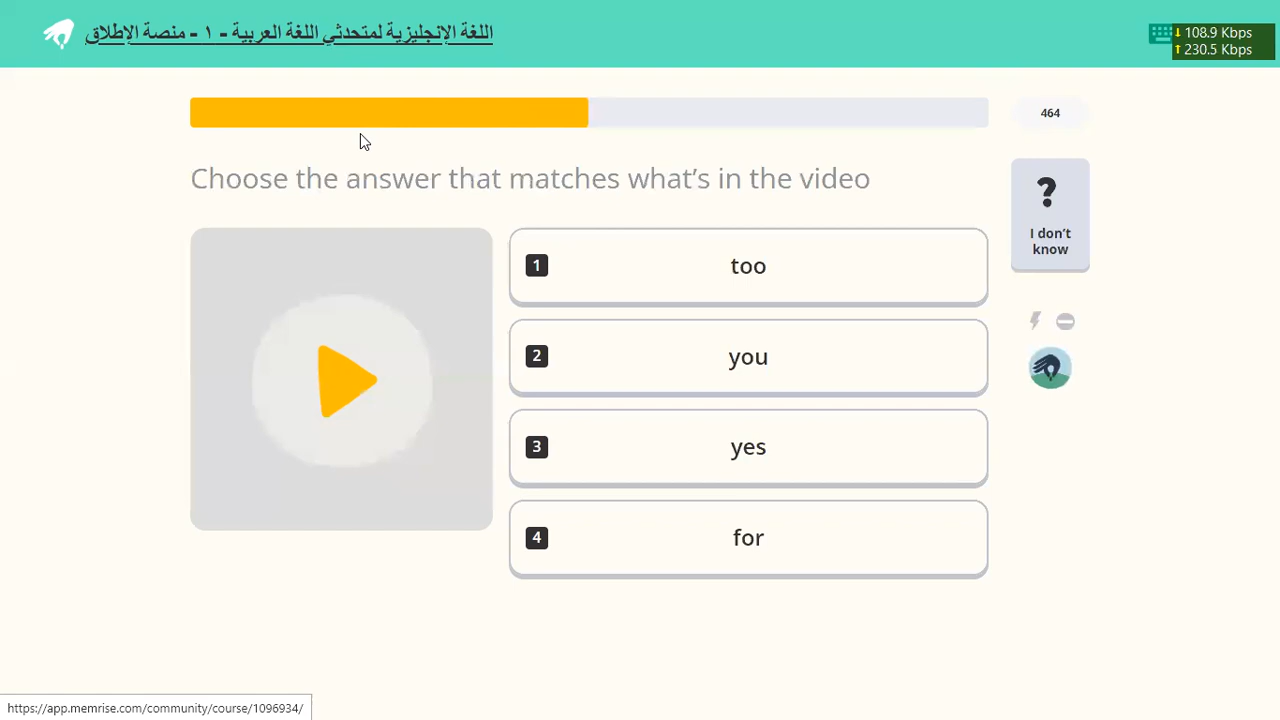 اللغة الإنجليزية لمتحدثي اللغة العربية - ١ - منصة الإطلاق
↓ 108.9 Kbps
↑ 230.5 Kbps
464
Choose the answer that matches what's in the video
?
I don't
know
1 too
2 you
3 yes
4 for
https://app.memrise.com/community/course/1096934/